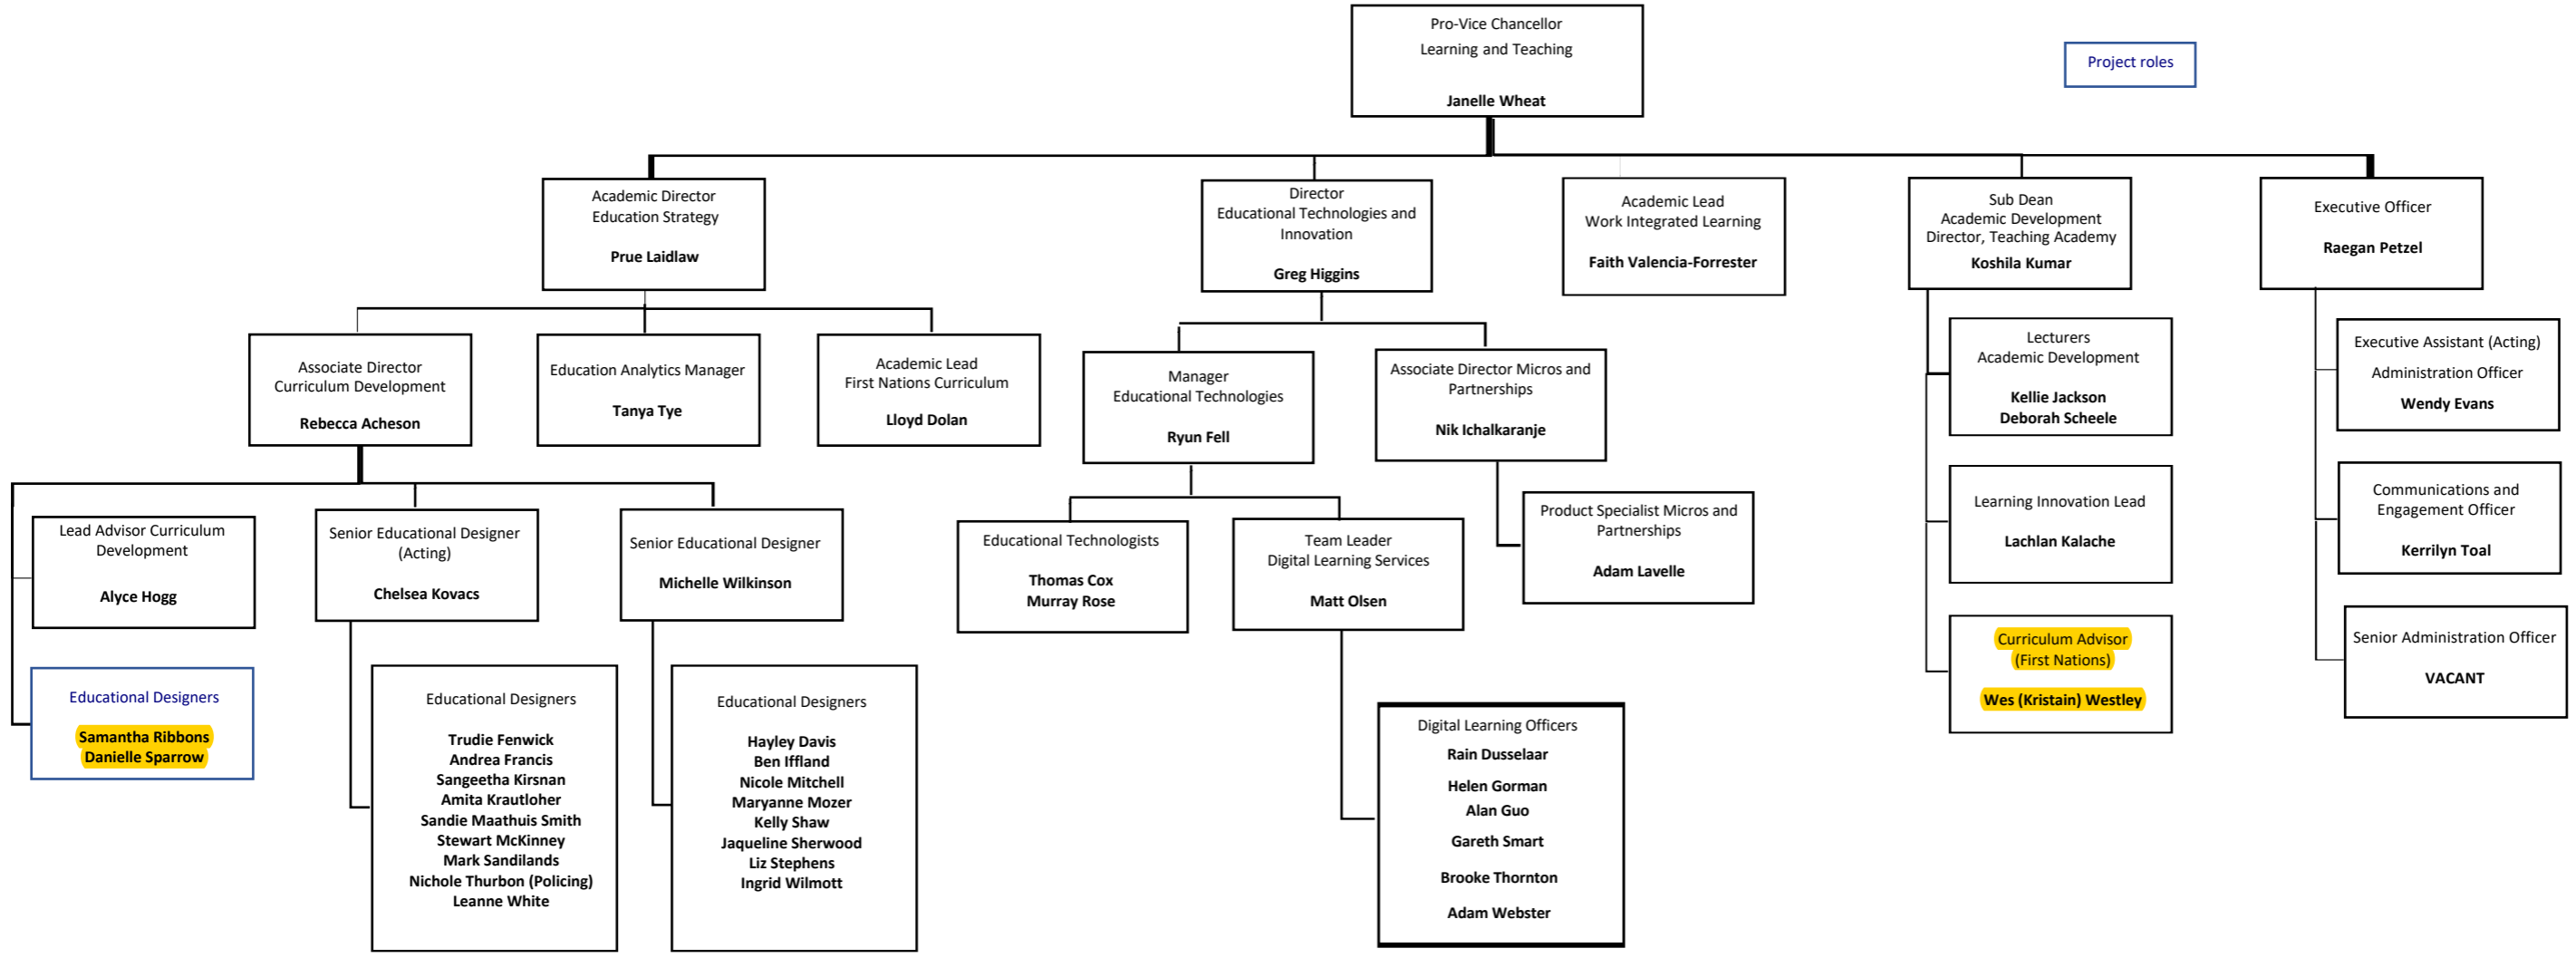 Pro-Vice Chancellor
Learning and Teaching
Janelle Wheat
Project roles
Academic Director
Education Strategy
Prue Laidlaw
Director
Educational Technologies and
Innovation
Greg Higgins
Academic Lead
Work Integrated Learning
Faith Valencia-Forrester
Sub Dean
Academic Development
Director, Teaching Academy
Koshila Kumar
Executive Officer
Raegan Petzel
Associate Director
Curriculum Development
Rebecca Acheson
Education Analytics Manager
Tanya Tye
Academic Lead
First Nations Curriculum
Lloyd Dolan
Manager
Educational Technologies
Ryun Fell
Associate Director Micros and
Partnerships
Nik Ichalkaranje
Lecturers
Academic Development
Kellie Jackson
Deborah Scheele
Executive Assistant (Acting)
Administration Officer
Wendy Evans
Lead Advisor Curriculum
Development
Alyce Hogg
Senior Educational Designer
(Acting)
Chelsea Kovacs
Senior Educational Designer
Michelle Wilkinson
Educational Technologists
Thomas Cox
Murray Rose
Team Leader
Digital Learning Services
Matt Olsen
Product Specialist Micros and
Partnerships
Adam Lavelle
Learning Innovation Lead
Lachlan Kalache
Communications and
Engagement Officer
Kerrilyn Toal
Educational Designers
Samantha Ribbons
Danielle Sparrow
Educational Designers
Trudie Fenwick
Andrea Francis
Sangeetha Kirsnan
Amita Krautloher
Sandie Maathuis Smith
Stewart McKinney
Mark Sandilands
Nichole Thurbon (Policing)
Leanne White
Educational Designers
Hayley Davis
Ben Iffland
Nicole Mitchell
Maryanne Mozer
Kelly Shaw
Jaqueline Sherwood
Liz Stephens
Ingrid Wilmott
Digital Learning Officers
Rain Dusselaar
Helen Gorman
Alan Guo
Gareth Smart
Brooke Thornton
Adam Webster
Curriculum Advisor
(First Nations)
Wes (Kristain) Westley
Senior Administration Officer
VACANT